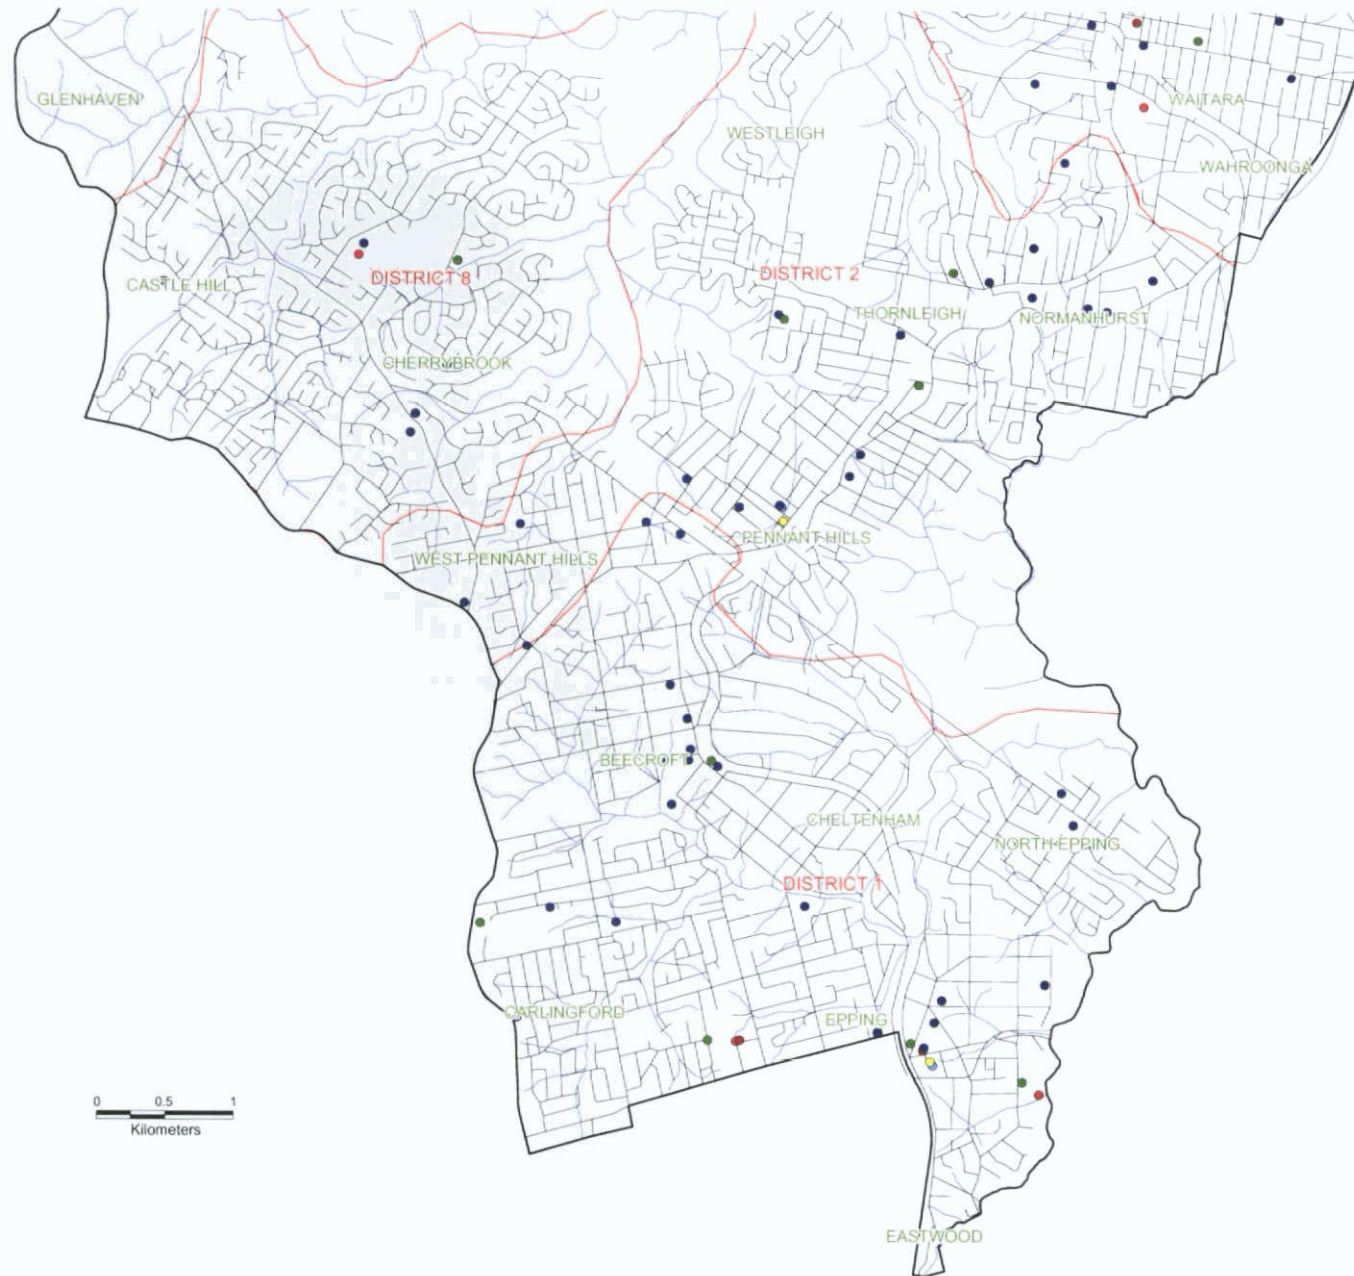 GLENHAVEN
WAITARA
WESTLEIGH
WAHROONGA
DISTRICT 8
DISTRICT 2
CASTLE HILL
THORNLEIGH
NORMANHURST
CHERRYBROOK
PENNANT HILLS
WEST PENNANT HILLS
BEECROFT
CHELTENHAM
NORTH EPPING
DISTRICT 1
CARLINGFORD
EPPING
0 0.5 1
Kilometers
EASTWOOD